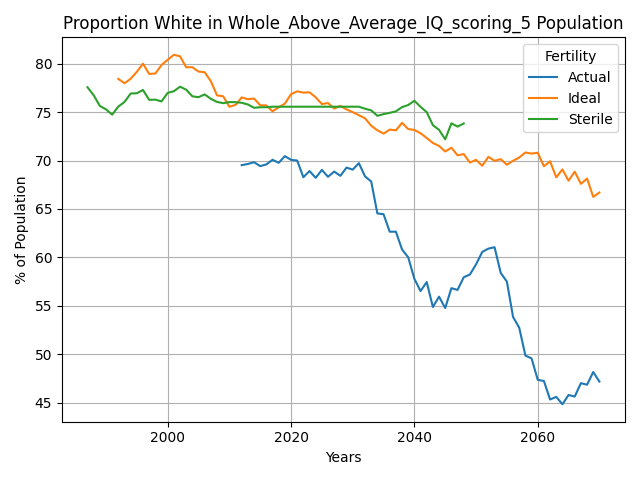 Proportion White in Whole_Above_Average_IQ_scoring_5 Population
% of Population
80
75
70
65
60
55
50
45
Fertility
Actual
Ideal
Sterile
2000
2020
2040
2060
Years